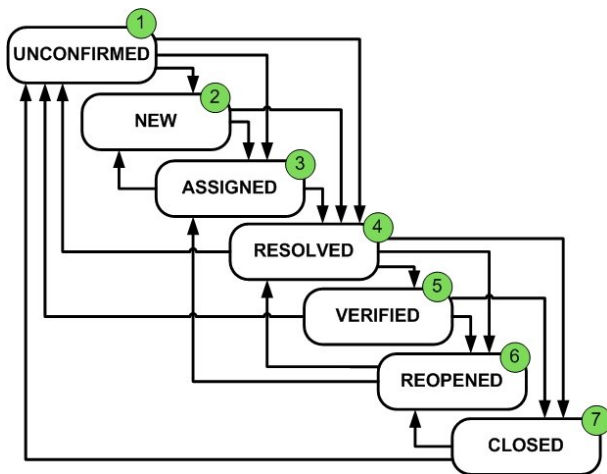 1
UNCONFIRMED
2
NEW
3
ASSIGNED
4
RESOLVED
5
VERIFIED
6
REOPENED
7
CLOSED